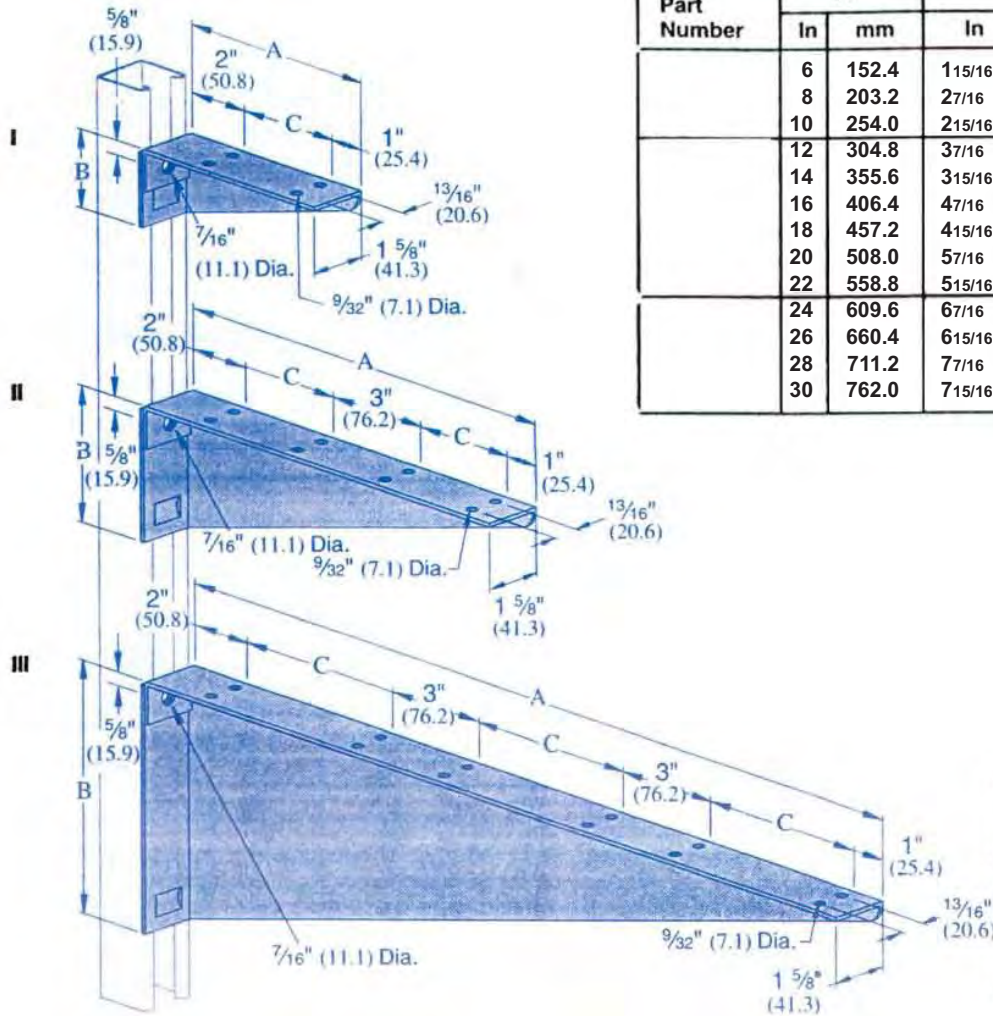 Part
Number
In mm In
6 152.4 1 15/16
8 203.2 2 7/16
10 254.0 2 15/16
12 304.8 3 7/16
14 355.6 3 15/16
16 406.4 4 7/16
18 457.2 4 15/16
20 508.0 5 7/16
22 558.8 5 15/16
24 609.6 6 7/16
26 660.4 6 15/16
28 711.2 7 7/16
30 762.0 7 15/16
I
5/8"
(15.9)
2"
(50.8)
A
C
1"
(25.4)
B
13/16"
(20.6)
7/16"
(11.1) Dia.
1 5/8"
(41.3)
9/32" (7.1) Dia.
II
2"
(50.8)
A
C
3"
(76.2)
C
1"
(25.4)
B
5/8"
(15.9)
13/16"
(20.6)
7/16" (11.1) Dia.
9/32" (7.1) Dia.
1 5/8"
(41.3)
III
2"
(50.8)
A
C
3"
(76.2)
C
3"
(76.2)
C
1"
(25.4)
5/8"
(15.9)
B
13/16"
(20.6)
9/32" (7.1) Dia.
7/16" (11.1) Dia.
1 5/8"
(41.3)